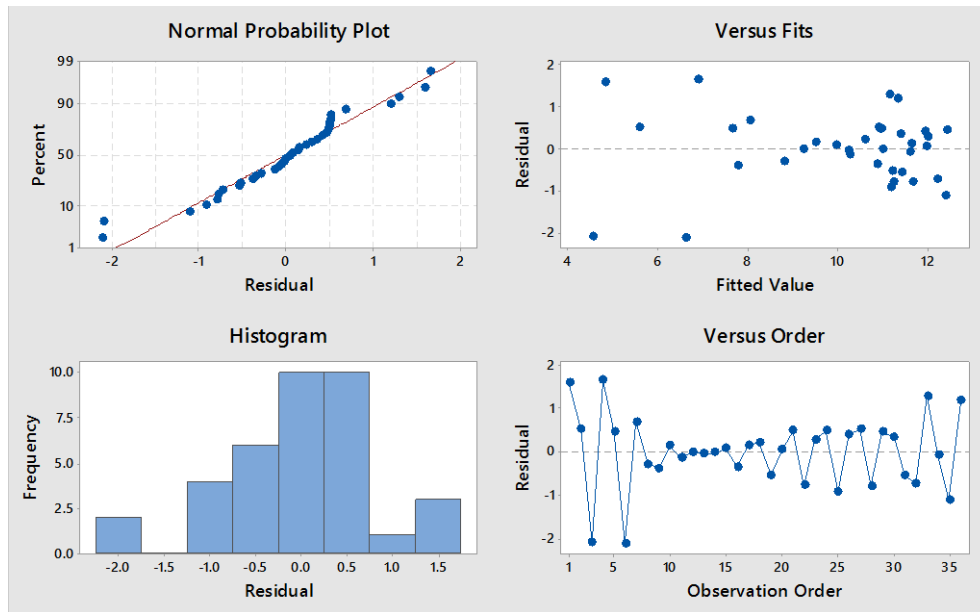 Normal Probability Plot
99
90
50
10
1
Percent
-2 -1 0 1 2
Residual
Versus Fits
2
1
0
-1
-2
Residual
4 6 8 10 12
Fitted Value
Histogram
10.0
7.5
5.0
2.5
0.0
Frequency
-2.0 -1.5 -1.0 -0.5 0.0 0.5 1.0 1.5
Residual
Versus Order
2
1
0
-1
-2
Residual
1 5 10 15 20 25 30 35
Observation Order